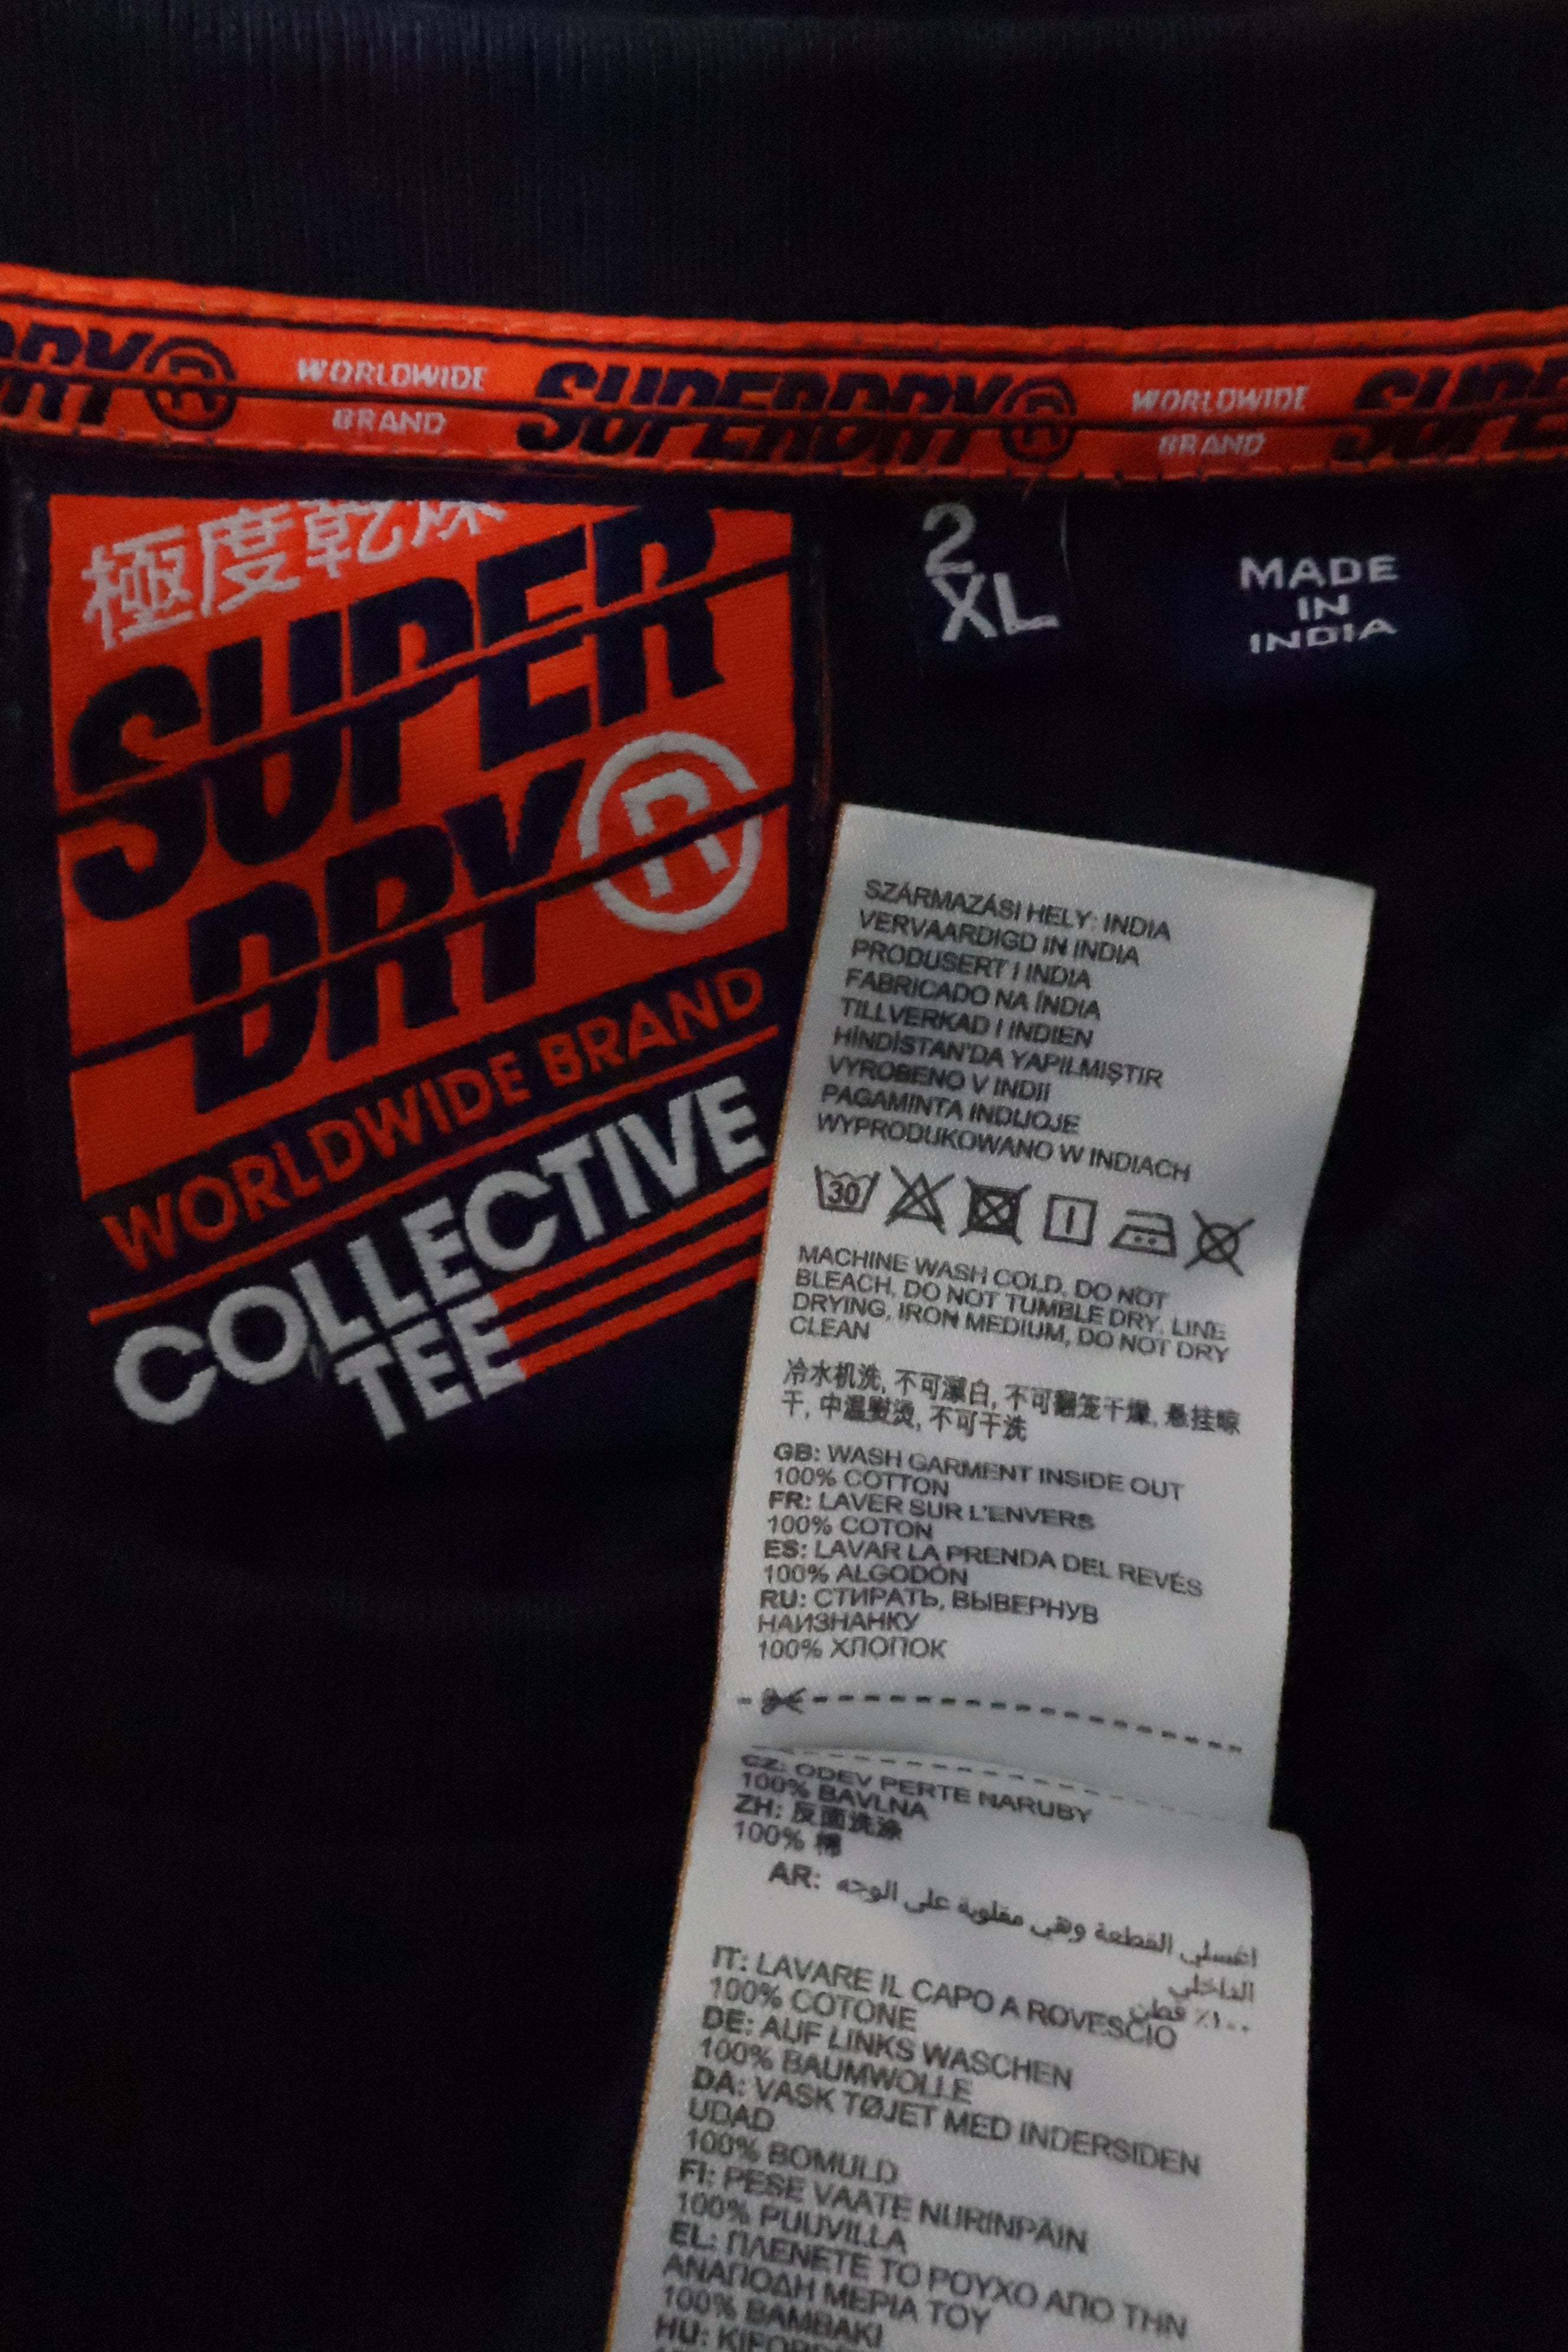 DRY® WORLDWIDE BRAND SUPERDRY® WORLDWIDE BRAND SUPE
極度乾燥
SUPER
DRY®
WORLDWIDE BRAND
COLLECTIVE
TEE
2
XL
MADE
IN
INDIA
SZÁRMAZÁSI HELY: INDIA
VERVAARDIGD IN INDIA
PRODUSERT I INDIA
FABRICADO NA ÍNDIA
TILLVERKAD I INDIEN
HİNDİSTAN'DA YAPILMIŞTIR
VYROBENO V INDII
PAGAMINTA INDIJOJE
WYPRODUKOWANO W INDIACH
30
MACHINE WASH COLD, DO NOT
BLEACH, DO NOT TUMBLE DRY, LINE
DRYING, IRON MEDIUM, DO NOT DRY
CLEAN
冷水机洗, 不可漂白, 不可翻笼干燥, 悬挂晾
干, 中温熨烫, 不可干洗
GB: WASH GARMENT INSIDE OUT
100% COTTON
FR: LAVER SUR L'ENVERS
100% COTON
ES: LAVAR LA PRENDA DEL REVÉS
100% ALGODÓN
RU: СТИРАТЬ, ВЫВЕРНУВ
НАИЗНАНКУ
100% ХЛОПОК
CZ: ODEV PERTE NARUBY
100% BAVLNA
ZH: 反面洗涤
100% 棉
AR: اغسلي القطعة وهي مقلوبة على الوجه
الداخلي
١٠٠٪ قطن
IT: LAVARE IL CAPO A ROVESCIO
100% COTONE
DE: AUF LINKS WASCHEN
100% BAUMWOLLE
DA: VASK TØJET MED INDERSIDEN
UDAD
100% BOMULD
FI: PESE VAATE NURINPÄIN
100% PUUVILLA
EL: ΠΛΕΝΕΤΕ ΤΟ ΡΟΥΧΟ ΑΠΟ ΤΗΝ
ΑΝΑΠΟΔΗ ΜΕΡΙΑ ΤΟΥ
100% ΒΑΜΒΑΚΙ
HU: